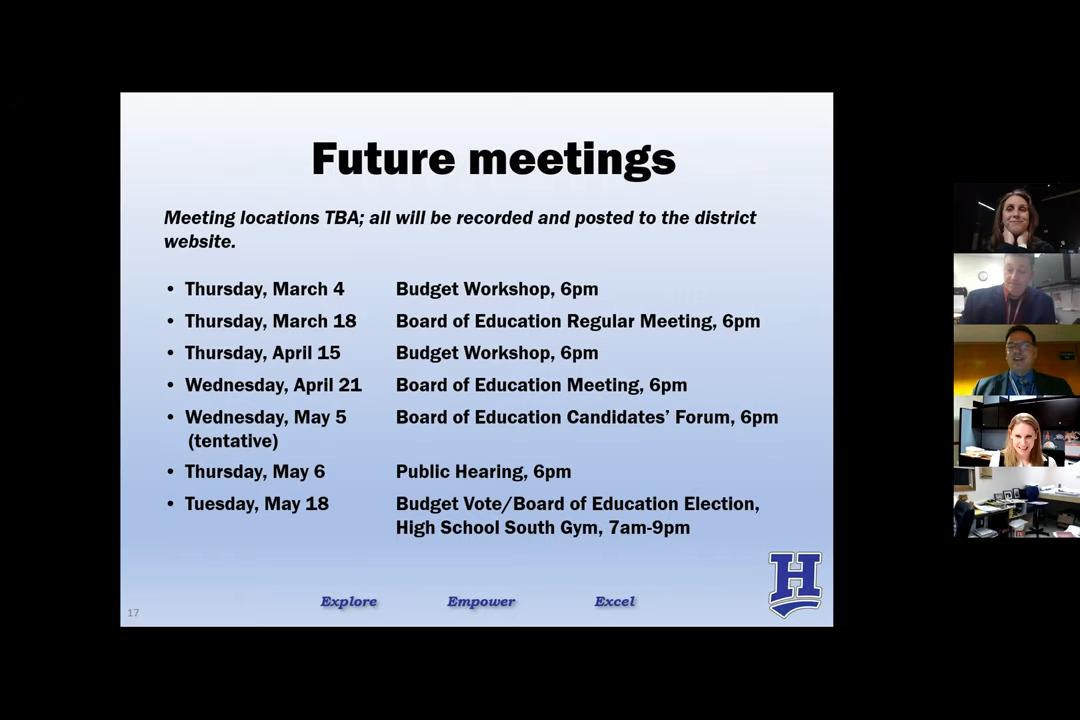 Future meetings
Meeting locations TBA; all will be recorded and posted to the district
website.
• Thursday, March 4 Budget Workshop, 6pm
• Thursday, March 18 Board of Education Regular Meeting, 6pm
• Thursday, April 15 Budget Workshop, 6pm
• Wednesday, April 21 Board of Education Meeting, 6pm
• Wednesday, May 5 Board of Education Candidates’ Forum, 6pm
(tentative)
• Thursday, May 6 Public Hearing, 6pm
• Tuesday, May 18 Budget Vote/Board of Education Election,
High School South Gym, 7am-9pm
H
Explore Empower Excel
17